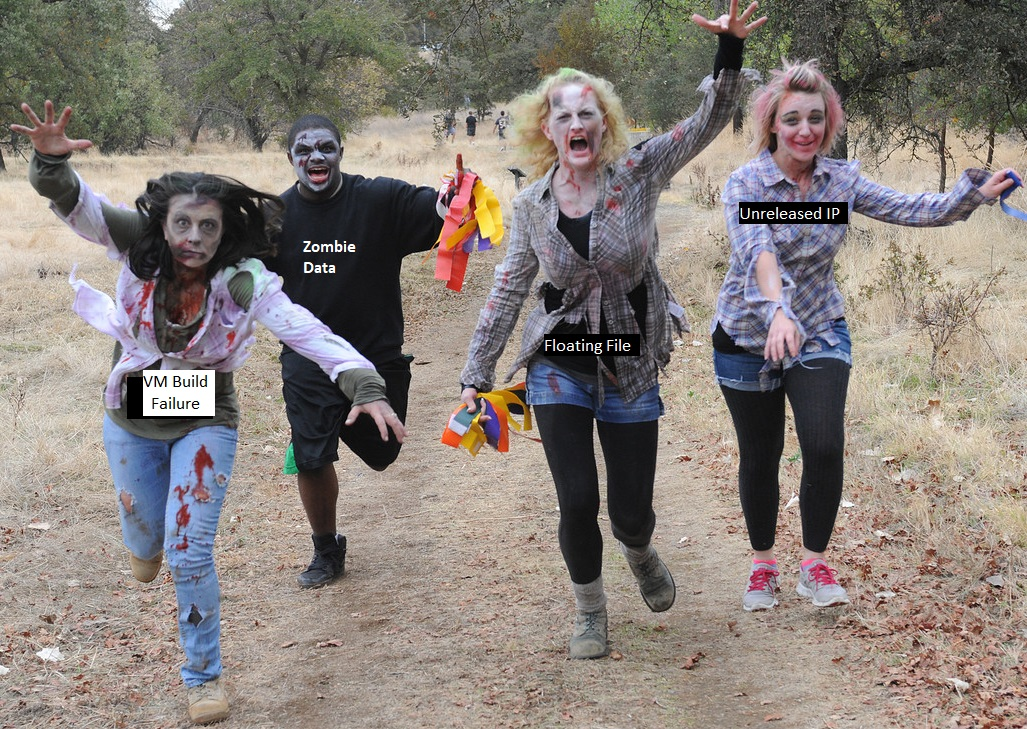 Unreleased IP
Zombie
Data
Floating File
VM Build
Failure